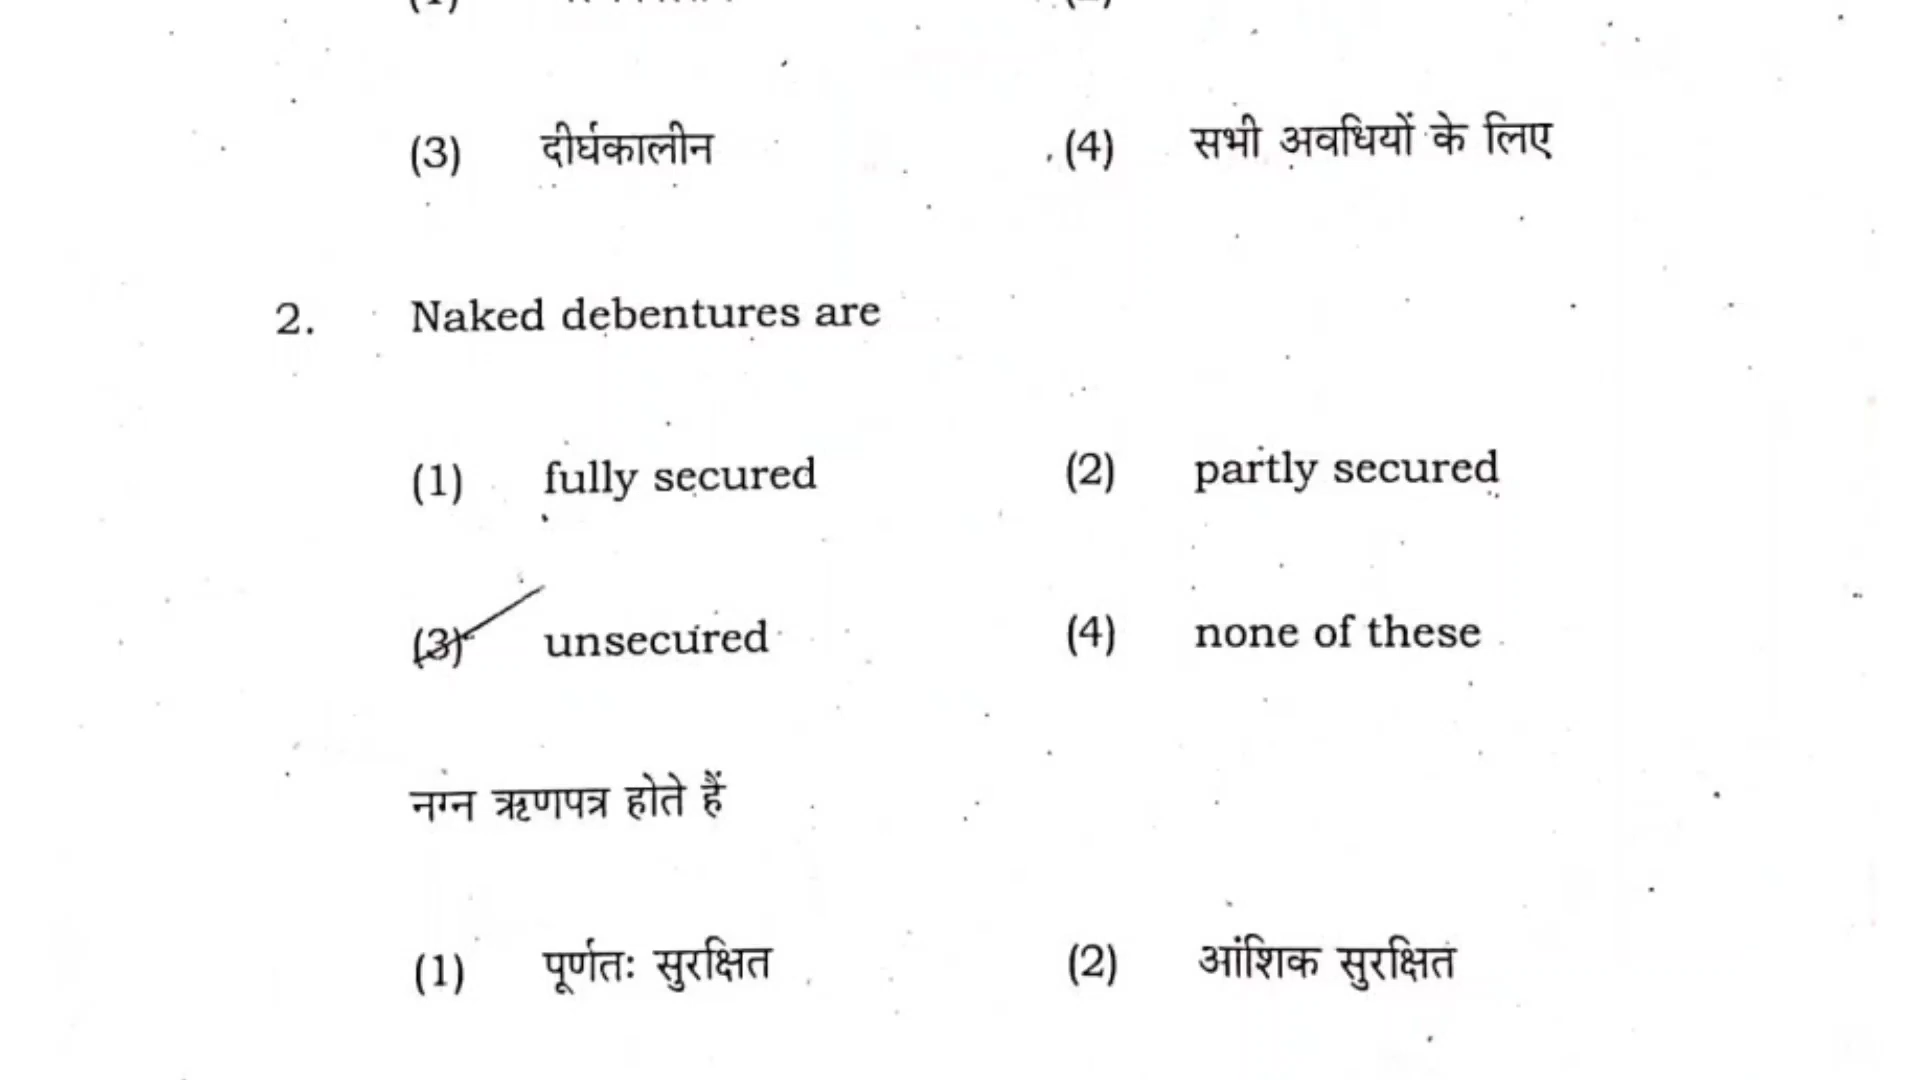 (3) दीर्घकालीन (4) सभी अवधियों के लिए
2. Naked debentures are
(1) fully secured (2) partly secured
(3) unsecured (4) none of these
नग्न ऋणपत्र होते हैं
(1) पूर्णतः सुरक्षित (2) आंशिक सुरक्षित